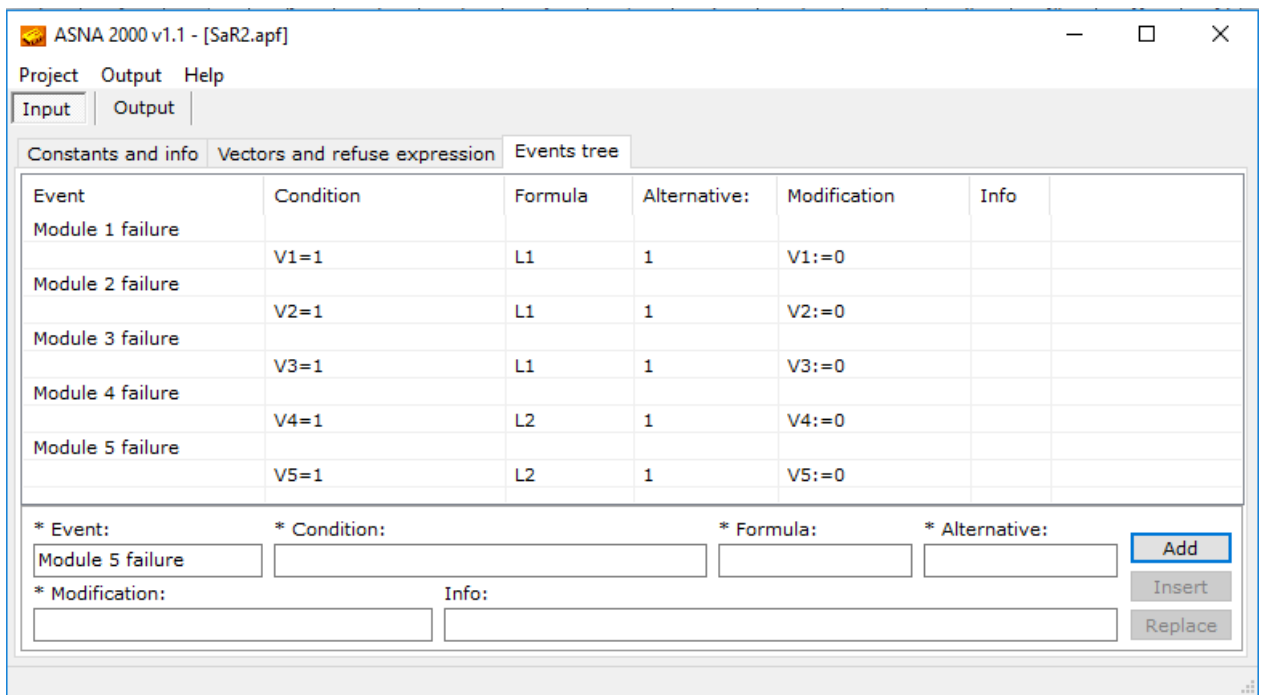 ASNA 2000 v1.1 - [SaR2.apf]
Project Output Help
Input Output
Constants and info Vectors and refuse expression Events tree
Event Condition Formula Alternative: Modification Info
Module 1 failure
V1=1 L1 1 V1:=0
Module 2 failure
V2=1 L1 1 V2:=0
Module 3 failure
V3=1 L1 1 V3:=0
Module 4 failure
V4=1 L2 1 V4:=0
Module 5 failure
V5=1 L2 1 V5:=0
* Event: * Condition: * Formula: * Alternative:
Module 5 failure Add
* Modification: Info: Insert
Replace